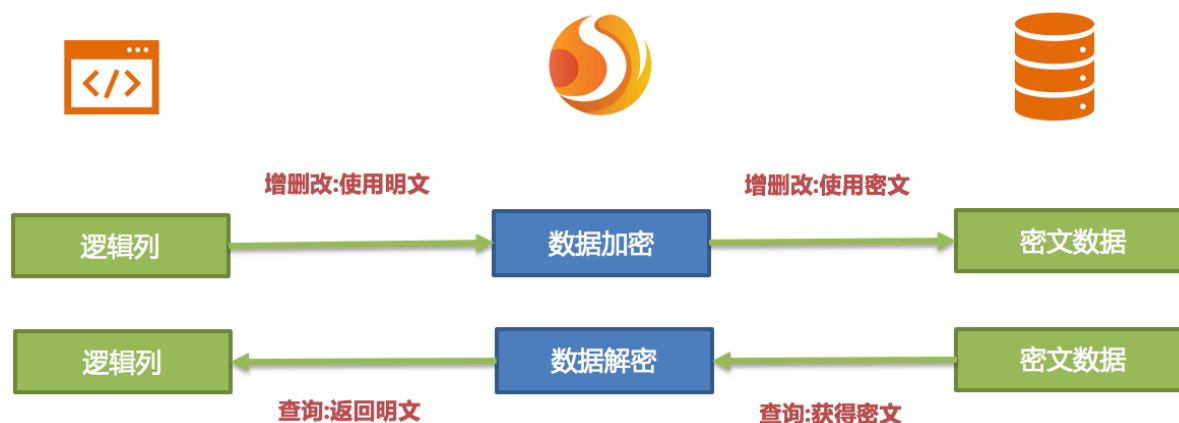 </>
增删改:使用明文
增删改:使用密文
逻辑列
数据加密
密文数据
逻辑列
数据解密
密文数据
查询:返回明文
查询:获得密文